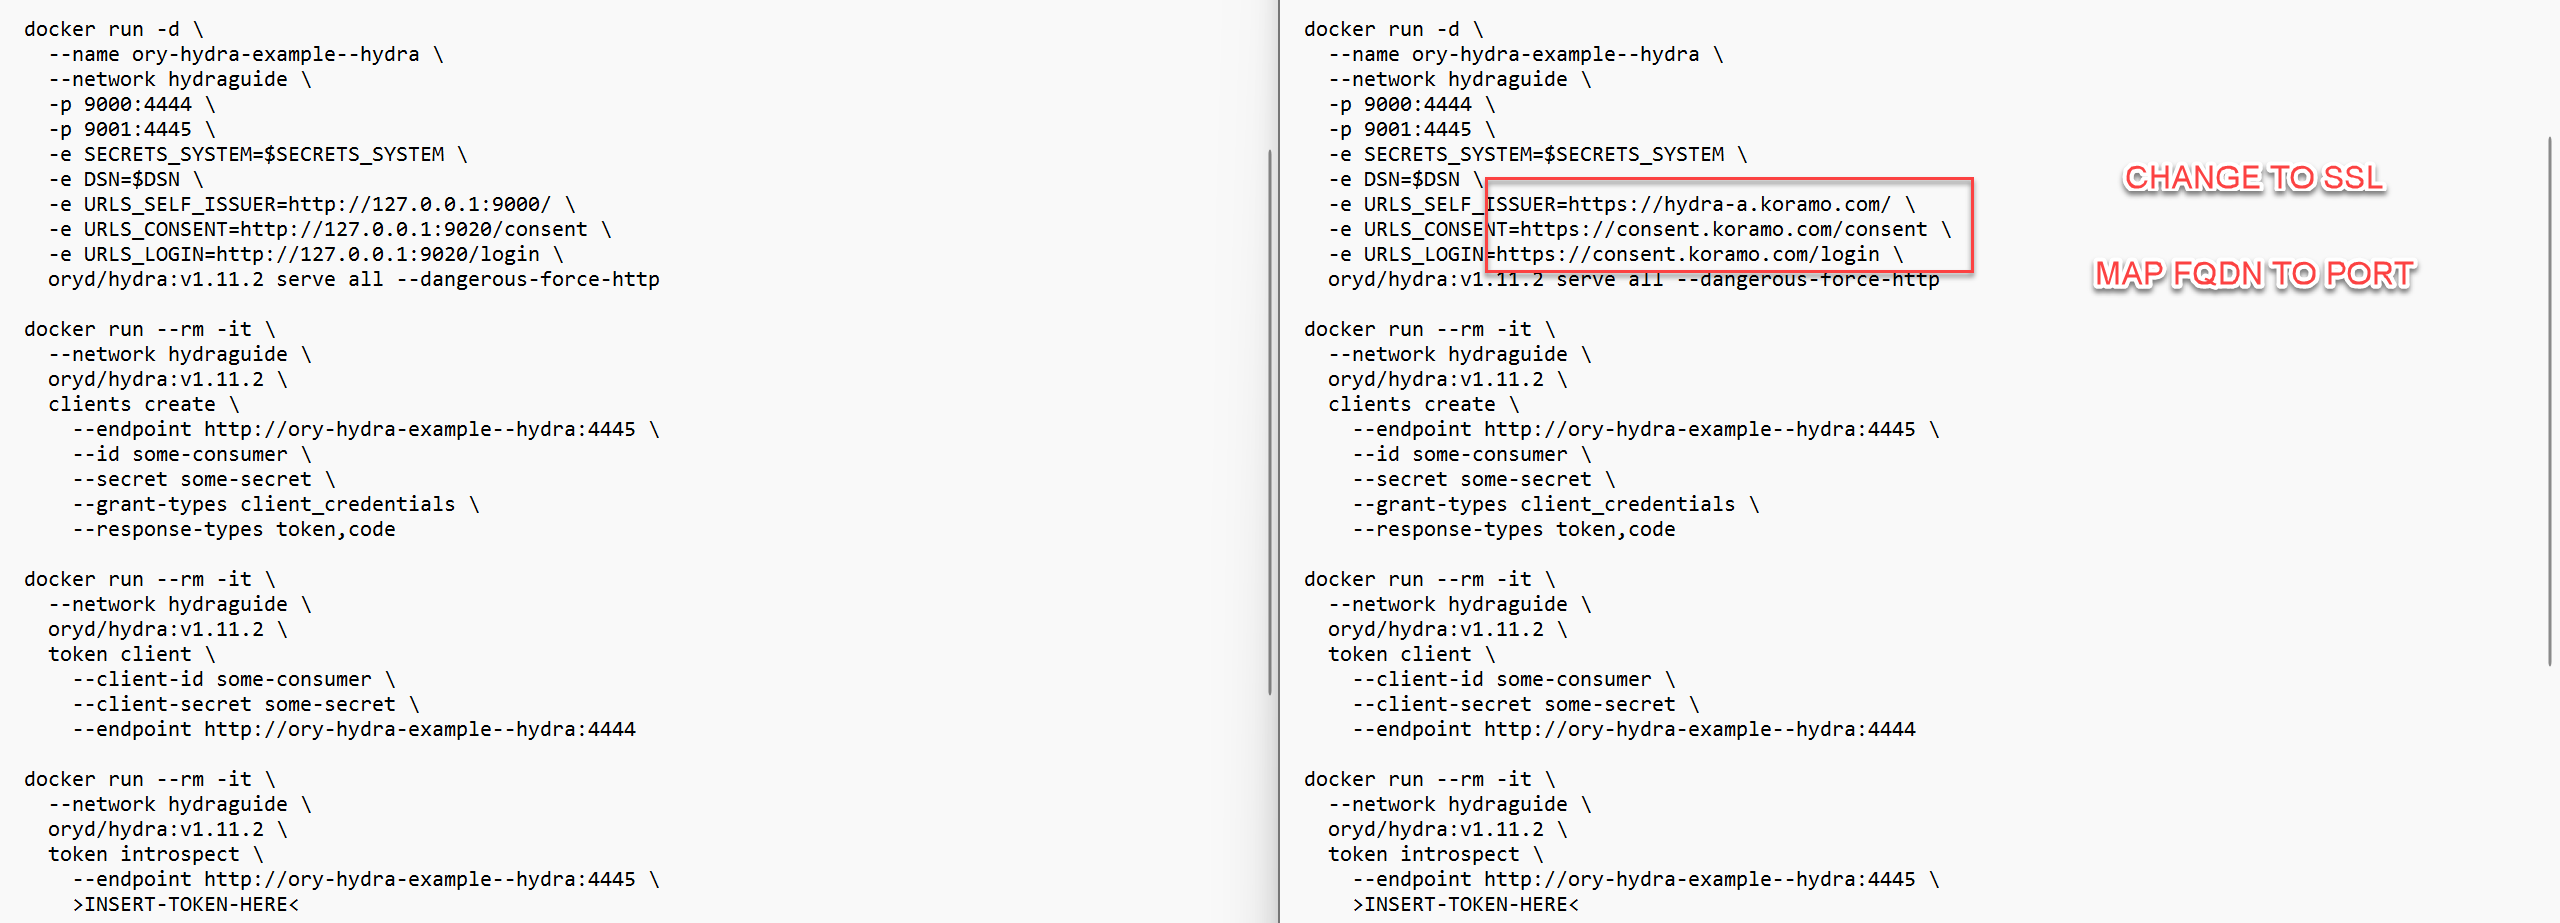 docker run -d \
  --name ory-hydra-example--hydra \
  --network hydraguide \
  -p 9000:4444 \
  -p 9001:4445 \
  -e SECRETS_SYSTEM=$SECRETS_SYSTEM \
  -e DSN=$DSN \
  -e URLS_SELF_ISSUER=http://127.0.0.1:9000/ \
  -e URLS_CONSENT=http://127.0.0.1:9020/consent \
  -e URLS_LOGIN=http://127.0.0.1:9020/login \
  oryd/hydra:v1.11.2 serve all --dangerous-force-http

docker run --rm -it \
  --network hydraguide \
  oryd/hydra:v1.11.2 \
  clients create \
    --endpoint http://ory-hydra-example--hydra:4445 \
    --id some-consumer \
    --secret some-secret \
    --grant-types client_credentials \
    --response-types token,code

docker run --rm -it \
  --network hydraguide \
  oryd/hydra:v1.11.2 \
  token client \
    --client-id some-consumer \
    --client-secret some-secret \
    --endpoint http://ory-hydra-example--hydra:4444

docker run --rm -it \
  --network hydraguide \
  oryd/hydra:v1.11.2 \
  token introspect \
    --endpoint http://ory-hydra-example--hydra:4445 \
    >INSERT-TOKEN-HERE<

docker run -d \
  --name ory-hydra-example--hydra \
  --network hydraguide \
  -p 9000:4444 \
  -p 9001:4445 \
  -e SECRETS_SYSTEM=$SECRETS_SYSTEM \
  -e DSN=$DSN \
  -e URLS_SELF_ISSUER=https://hydra-a.koramo.com/ \
  -e URLS_CONSENT=https://consent.koramo.com/consent \
  -e URLS_LOGIN=https://consent.koramo.com/login \
  oryd/hydra:v1.11.2 serve all --dangerous-force-http

docker run --rm -it \
  --network hydraguide \
  oryd/hydra:v1.11.2 \
  clients create \
    --endpoint http://ory-hydra-example--hydra:4445 \
    --id some-consumer \
    --secret some-secret \
    --grant-types client_credentials \
    --response-types token,code

docker run --rm -it \
  --network hydraguide \
  oryd/hydra:v1.11.2 \
  token client \
    --client-id some-consumer \
    --client-secret some-secret \
    --endpoint http://ory-hydra-example--hydra:4444

docker run --rm -it \
  --network hydraguide \
  oryd/hydra:v1.11.2 \
  token introspect \
    --endpoint http://ory-hydra-example--hydra:4445 \
    >INSERT-TOKEN-HERE<

CHANGE TO SSL
MAP FQDN TO PORT